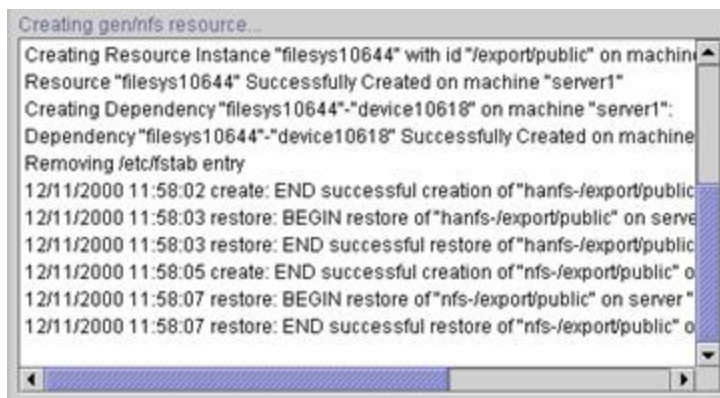 Creating gen/nfs resource...
Creating Resource Instance "filesys10644" with id "/export/public" on machin
Resource "filesys10644" Successfully Created on machine "server1"
Creating Dependency "filesys10644"-"device10618" on machine "server1":
Dependency "filesys10644"-"device10618" Successfully Created on machine
Removing /etc/fstab entry
12/11/2000 11:58:02 create: END successful creation of "hanfs-/export/public
12/11/2000 11:58:03 restore: BEGIN restore of "hanfs-/export/public" on serve
12/11/2000 11:58:03 restore: END successful restore of "hanfs-/export/public
12/11/2000 11:58:05 create: END successful creation of "nfs-/export/public" o
12/11/2000 11:58:07 restore: BEGIN restore of "nfs-/export/public" on server "
12/11/2000 11:58:07 restore: END successful restore of "nfs-/export/public" o